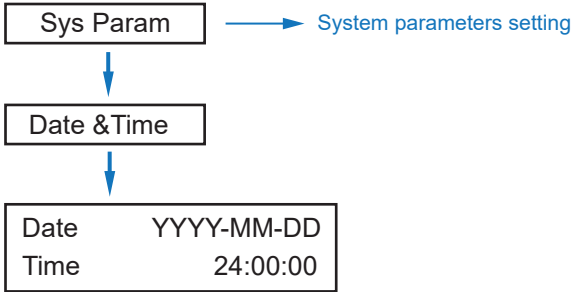 Sys Param
System parameters setting
Date &Time
Date YYYY-MM-DD
Time 24:00:00